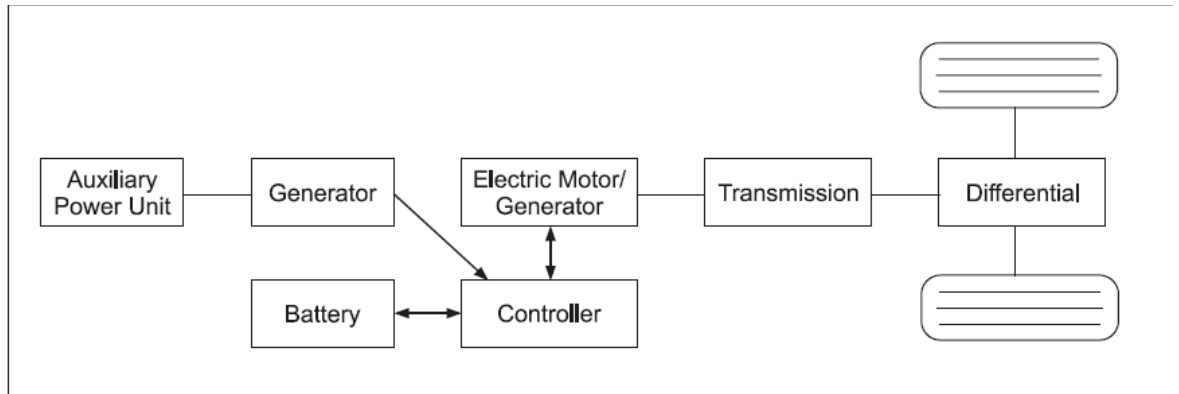 Auxiliary
Power Unit
Generator
Electric Motor/
Generator
Transmission
Differential
Battery
Controller